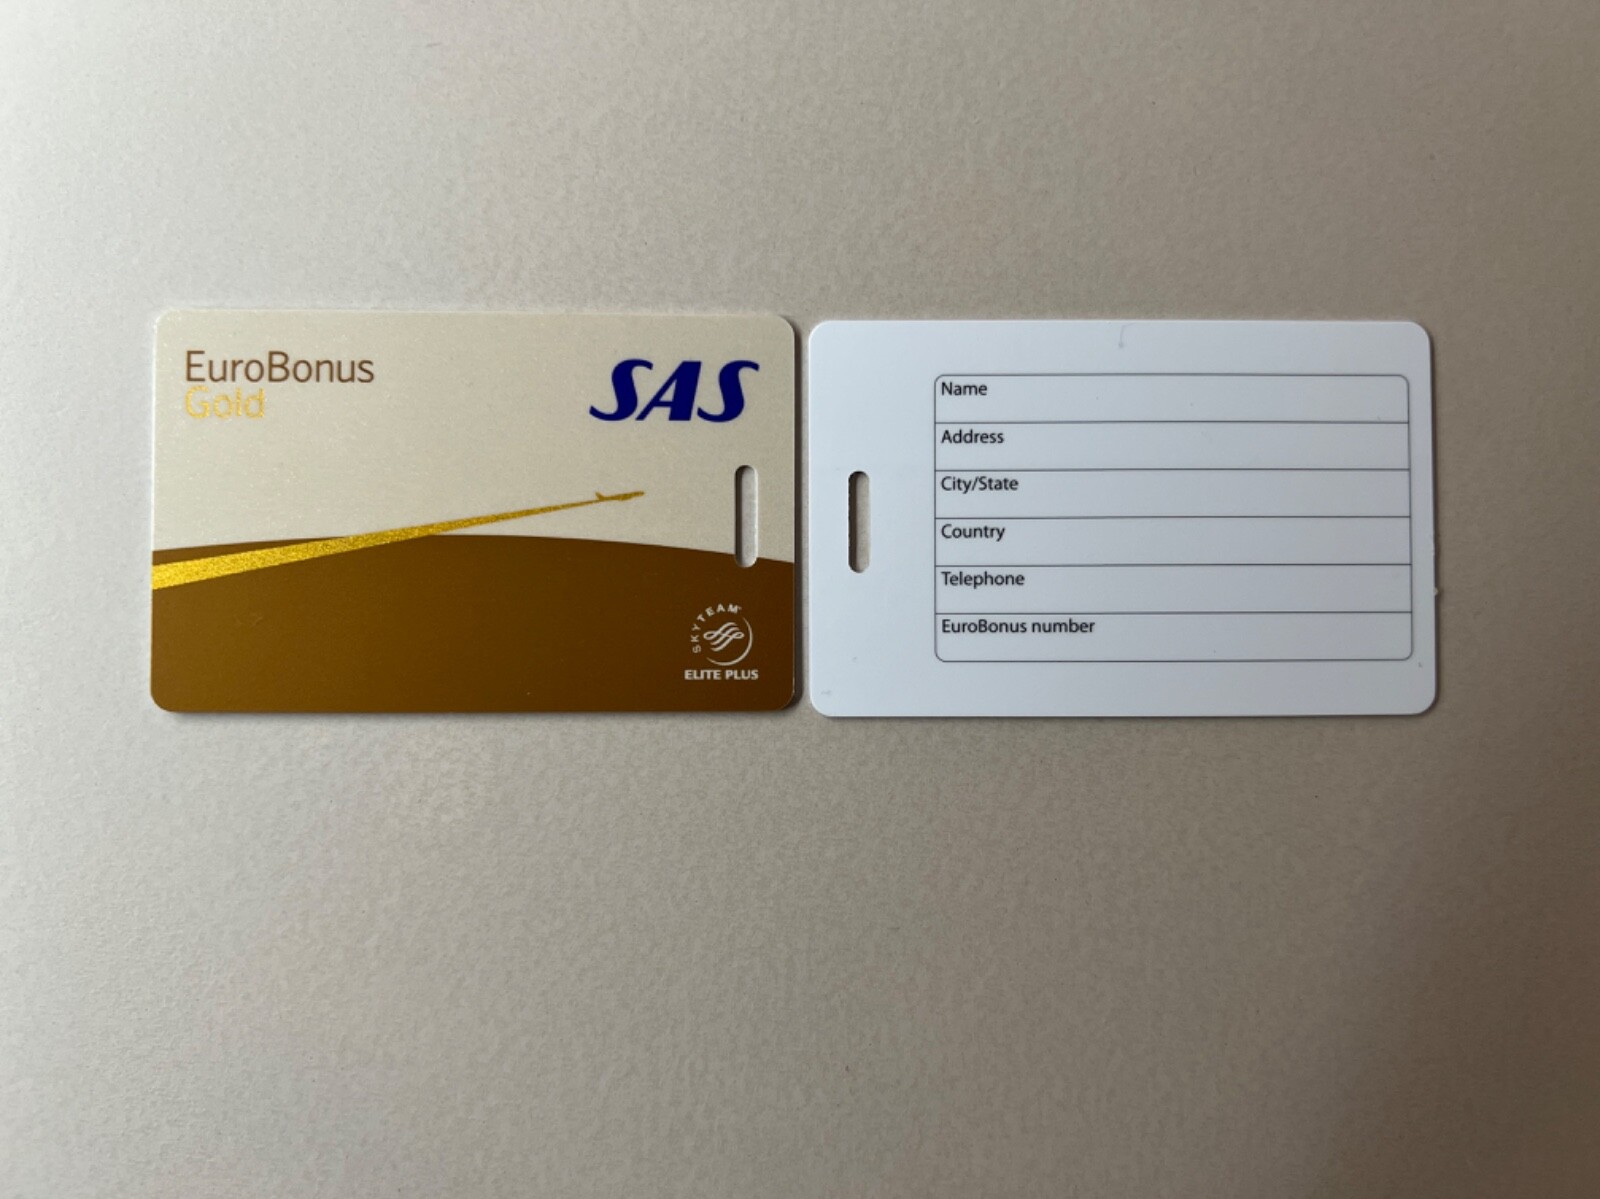 EuroBonus
Gold
SAS
SKYTEAM
ELITE PLUS
Name
Address
City/State
Country
Telephone
EuroBonus number